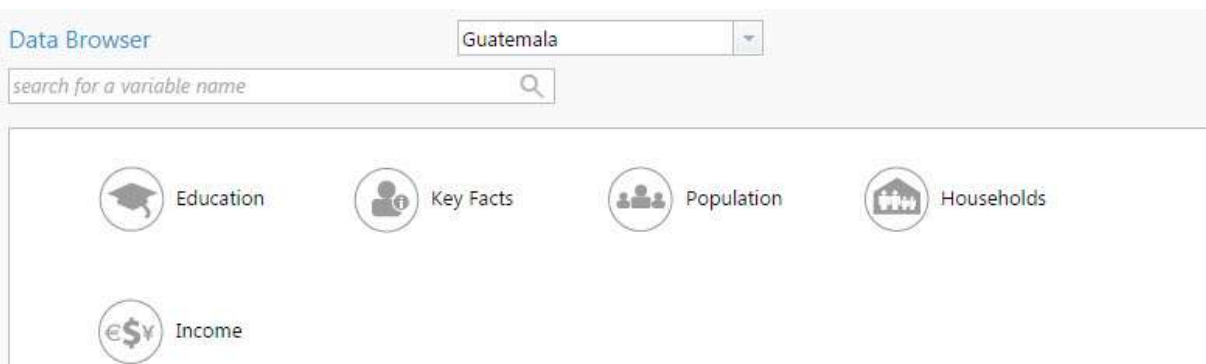 Data Browser
Guatemala
search for a variable name
Education
Key Facts
Population
Households
€$¥
Income